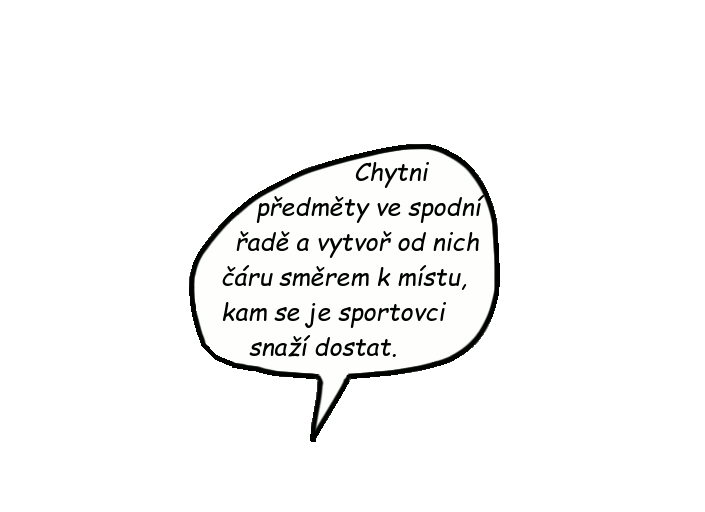 Chytni
předměty ve spodní
řadě a vytvoř od nich
čáru směrem k místu,
kam se je sportovci
snaží dostat.